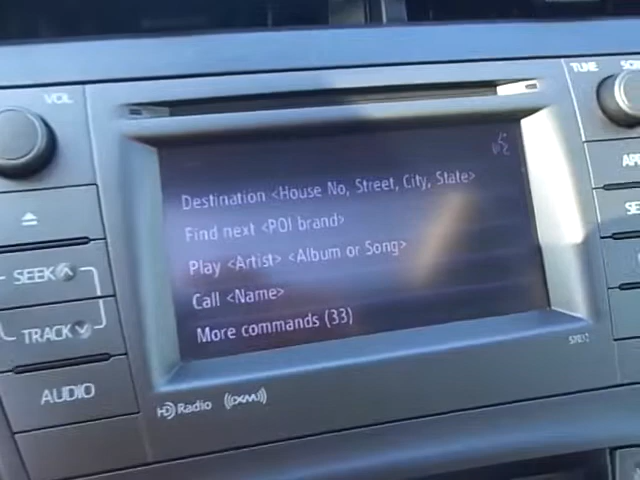 VOL
TUNE
Destination <House No, Street, City, State>
Find next <POI brand>
Play <Artist> <Album or Song>
Call <Name>
More commands (33)
SEEK
TRACK
AUDIO
HD Radio
((XM))